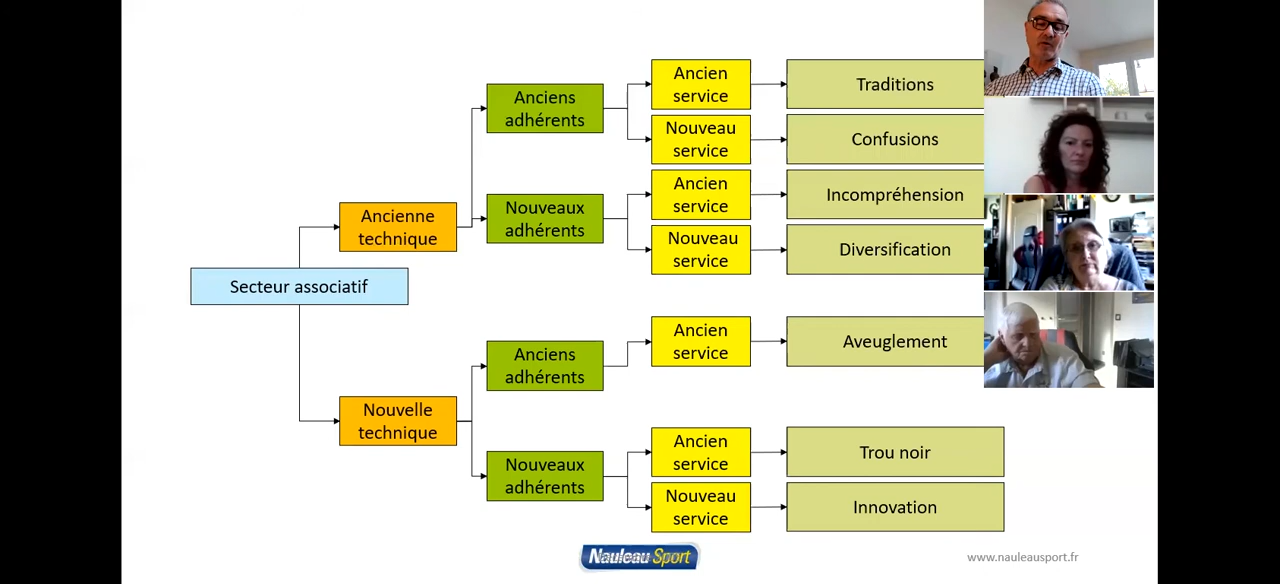 Ancien
service
Traditions
Anciens
adhérents
Nouveau
service
Confusions
Ancien
service
Incompréhension
Nouveaux
adhérents
Ancienne
technique
Nouveau
service
Diversification
Secteur associatif
Ancien
service
Aveuglement
Anciens
adhérents
Nouvelle
technique
Ancien
service
Trou noir
Nouveaux
adhérents
Nouveau
service
Innovation
Nauleau Sport
www.nauleausport.fr